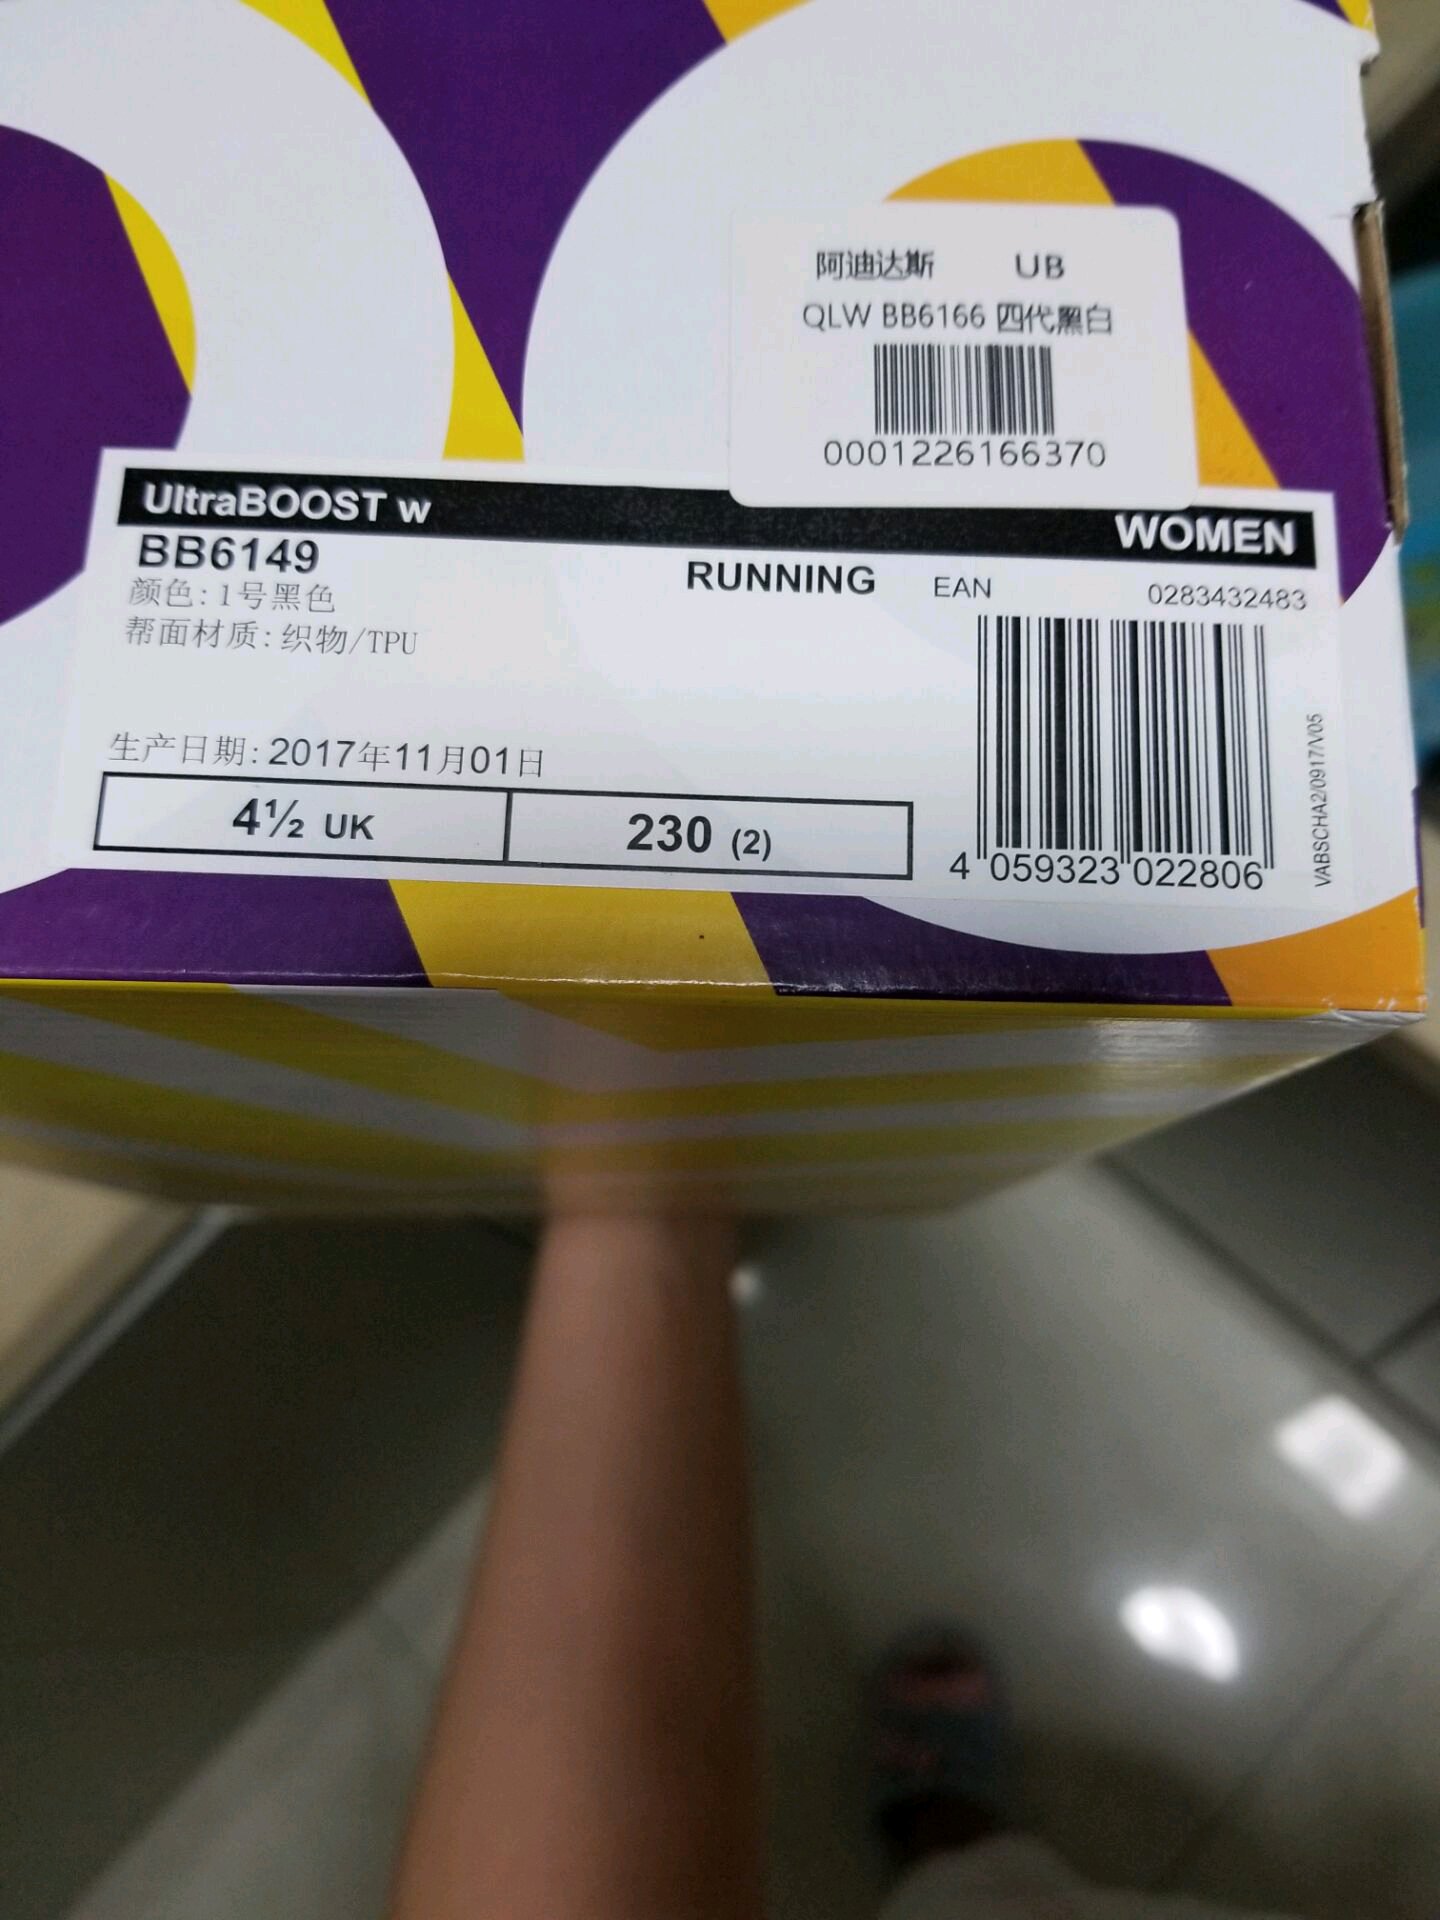 阿迪达斯 UB
QLW BB6166 四代黑白
0001226166370
UltraBOOST w
WOMEN
BB6149
RUNNING
EAN
0283432483
颜色: 1号黑色
帮面材质: 织物/TPU
生产日期: 2017年11月01日
4½ UK
230 (2)
4 059323 022806
VABSCHA2/0917/V05